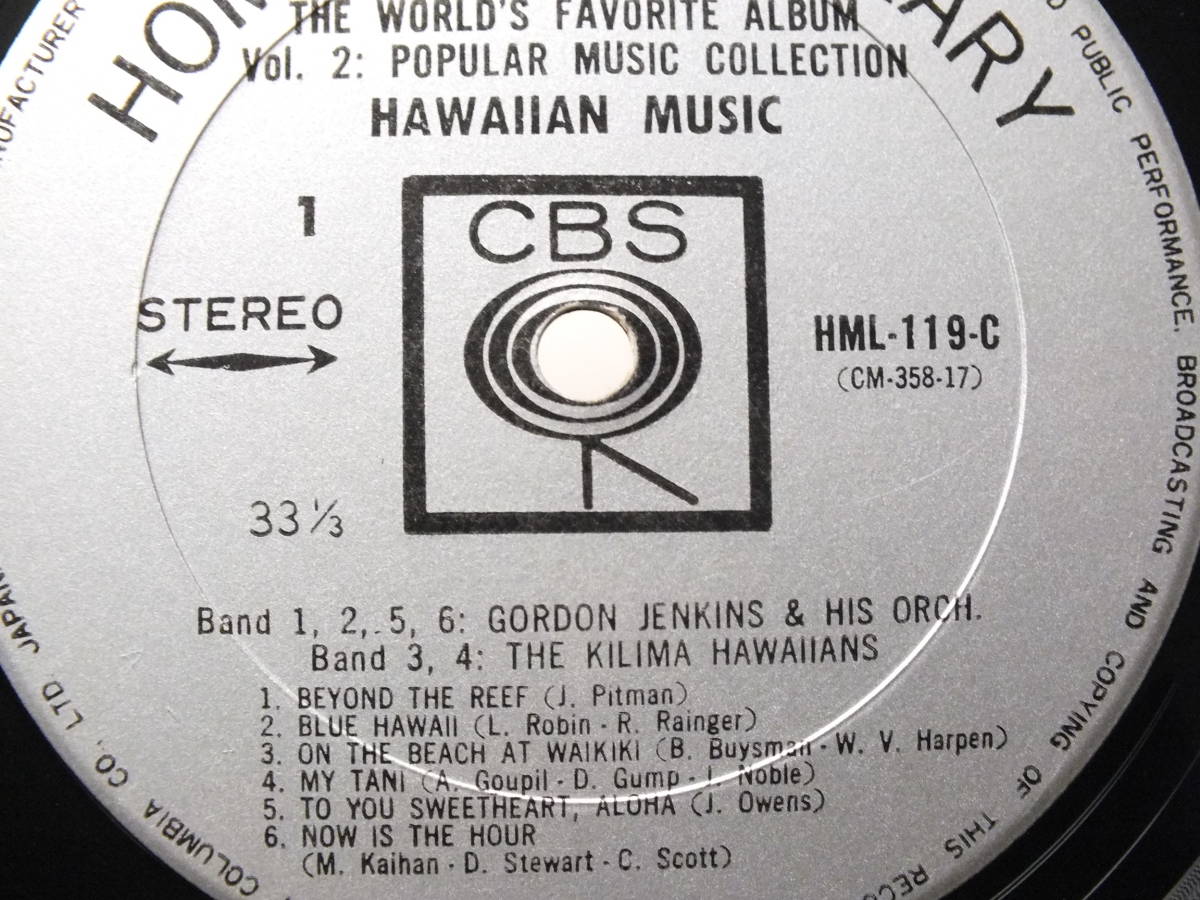 THE WORLD'S FAVORITE ALBUM
Vol. 2: POPULAR MUSIC COLLECTION
HAWAIIAN MUSIC
1
CBS
STEREO
HML-119-C
(CM-358-17)
33 1/3
Band 1, 2, 5, 6: GORDON JENKINS & HIS ORCH.
Band 3, 4: THE KILIMA HAWAIIANS
1. BEYOND THE REEF (J. Pitman)
2. BLUE HAWAII (L. Robin - R. Rainger)
3. ON THE BEACH AT WAIKIKI (B. Buysman - W. V. Harpen)
4. MY TANI (A. Goupil - D. Gump - J. Noble)
5. TO YOU SWEETHEART, ALOHA (J. Owens)
6. NOW IS THE HOUR
(M. Kaihan - D. Stewart - C. Scott)
PUBLIC PERFORMANCE. BROADCASTING AND COPYING OF THIS
COLUMBIA CO., LTD. JAPAN